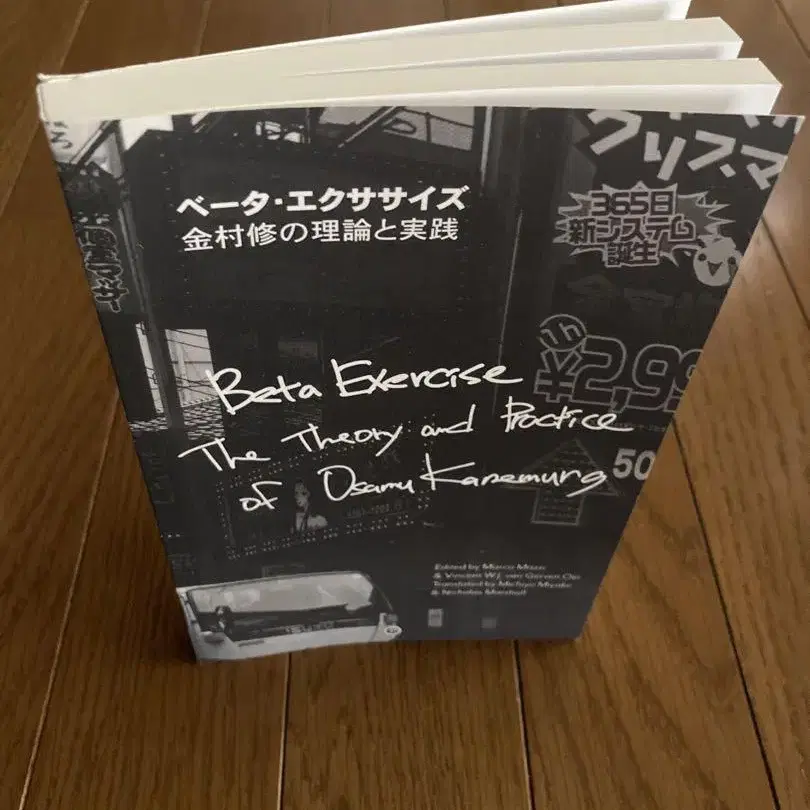 ベータ・エクササイズ
金村修の理論と実践
クリスマ
365日
新システム
誕生
Beta Exercise
The Theory and Practice
of Osamu Kanemura
2,99
50
Edited by Marco Mazzi
& Vincent W.J. van Gerven Oei
Translated by Michiyo Miyake
& Nicholas Marshall